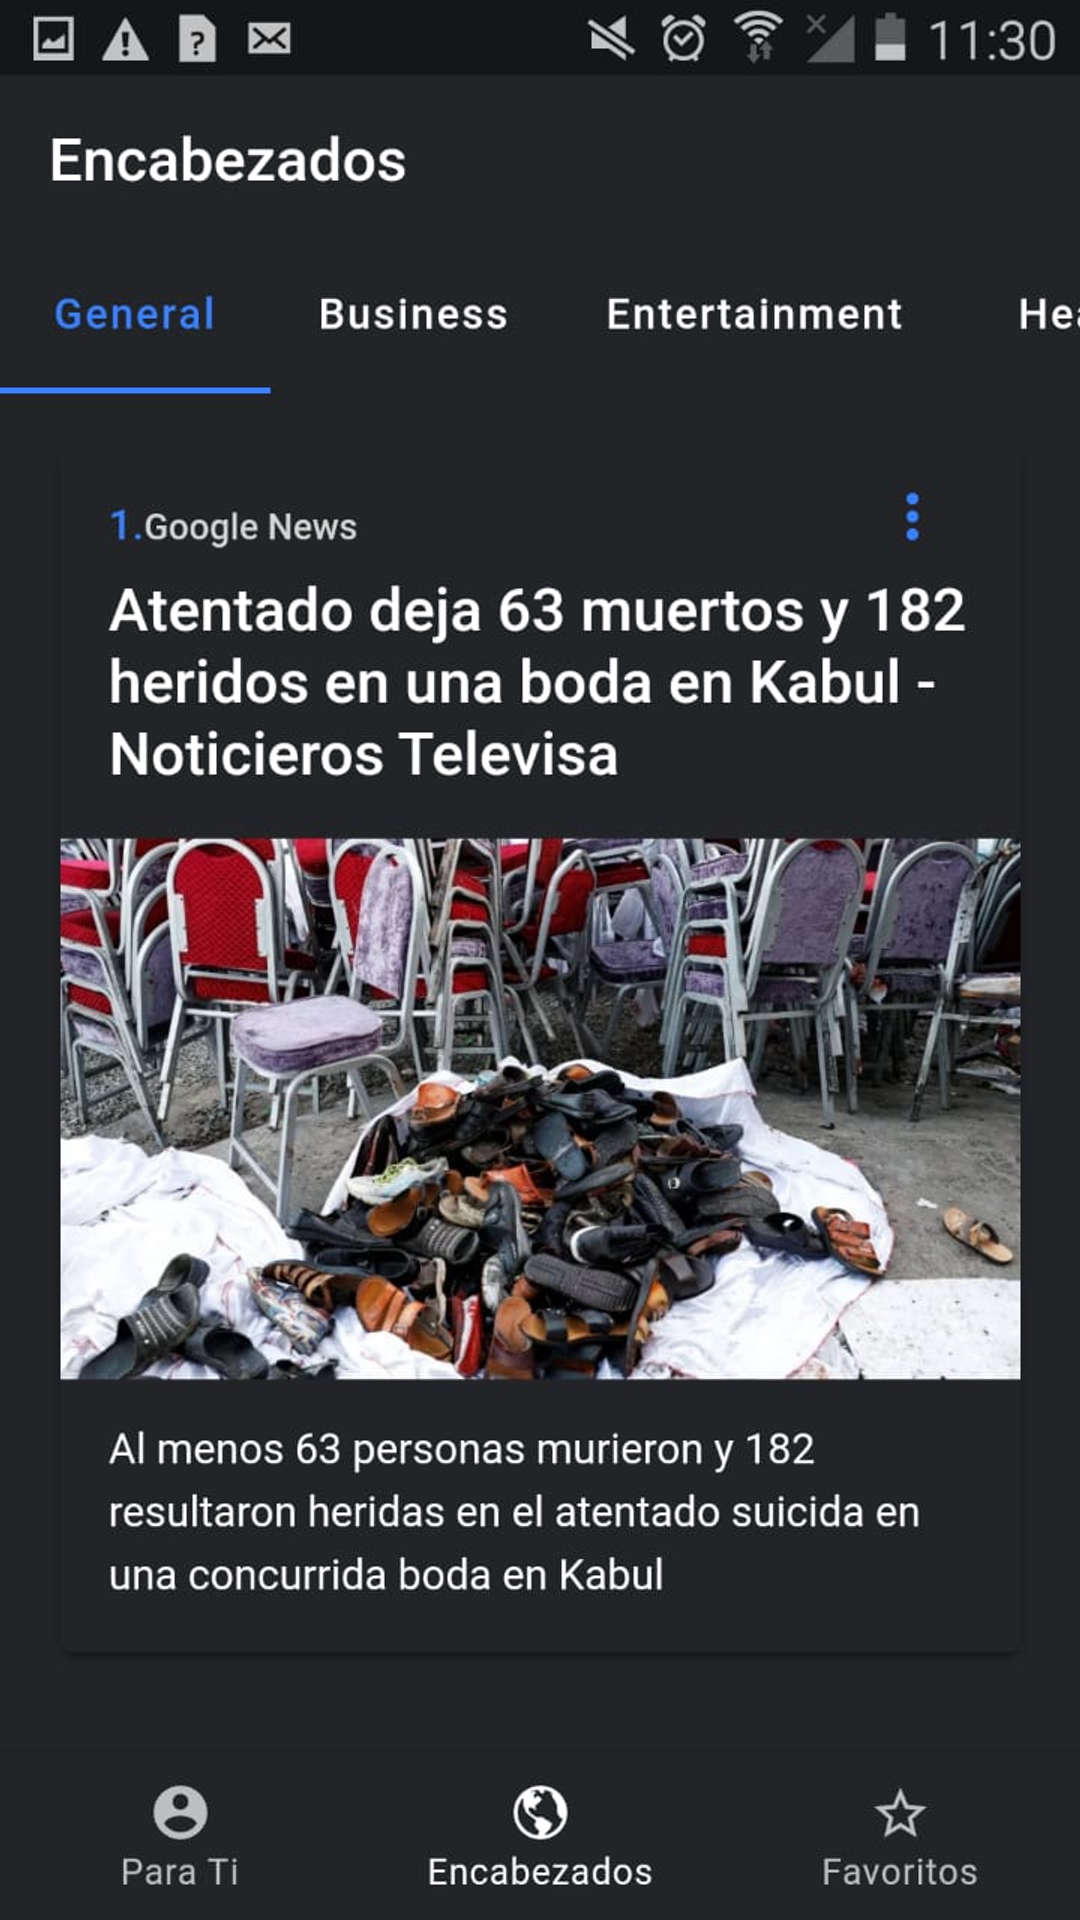 11:30
Encabezados
General Business Entertainment Hea
1.Google News
Atentado deja 63 muertos y 182
heridos en una boda en Kabul -
Noticieros Televisa
Al menos 63 personas murieron y 182
resultaron heridas en el atentado suicida en
una concurrida boda en Kabul
Para Ti Encabezados Favoritos